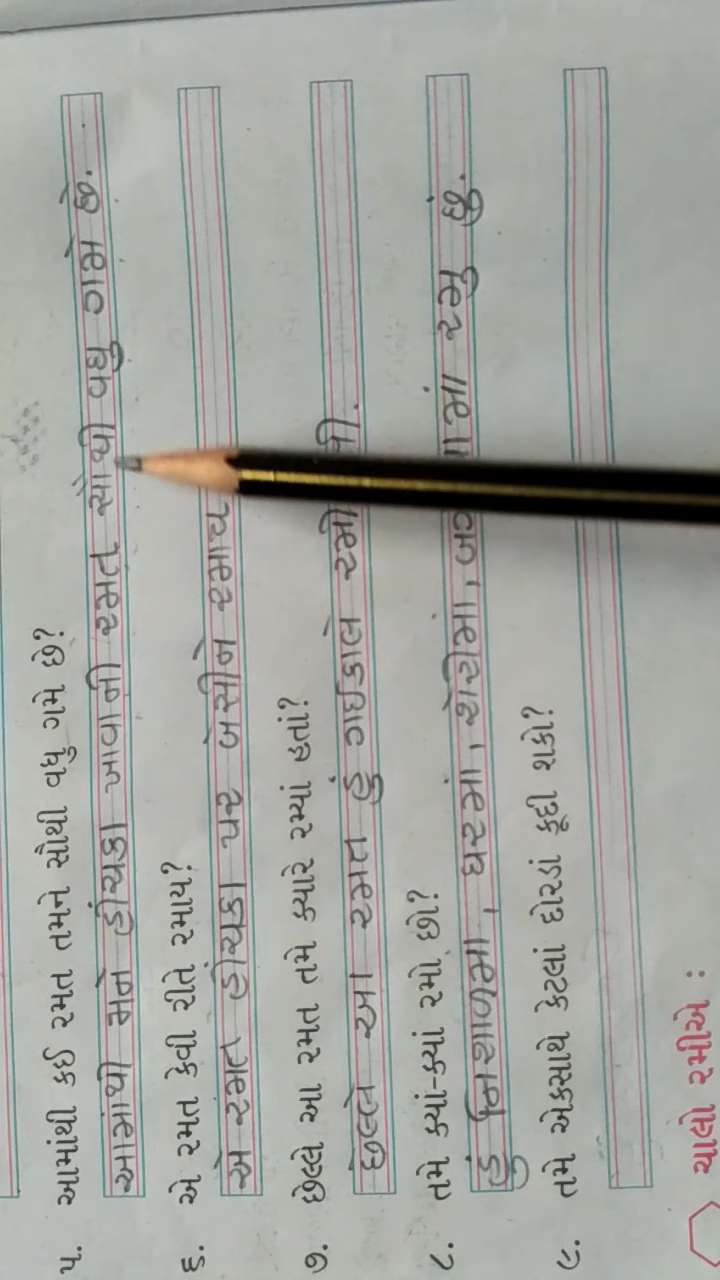 ૫. આમાંથી કઈ રમત તમને સૌથી વધુ ગમે છે?
આમાંથી મને હીંચકા ખાવાની રમત સૌથી વધુ ગમે છે.
૬. એ રમત કેવી રીતે રમાય?
એ રમત હીંચકા પર બેસીને રમાય
૭. છેલ્લે આ રમત તમે ક્યારે રમ્યાં હતાં?
છેલ્લે આ રમત હું ગઇકાલે રમી
૮. તમે ક્યાં-ક્યાં રમો છો?
હું નિશાળમાં, ઘરમાં, શેરીમાં, રમુ છું.
૯. તમે એકસાથે કેટલાં દોરડાં કૂદી શકો?
ચાલો રમીએ :